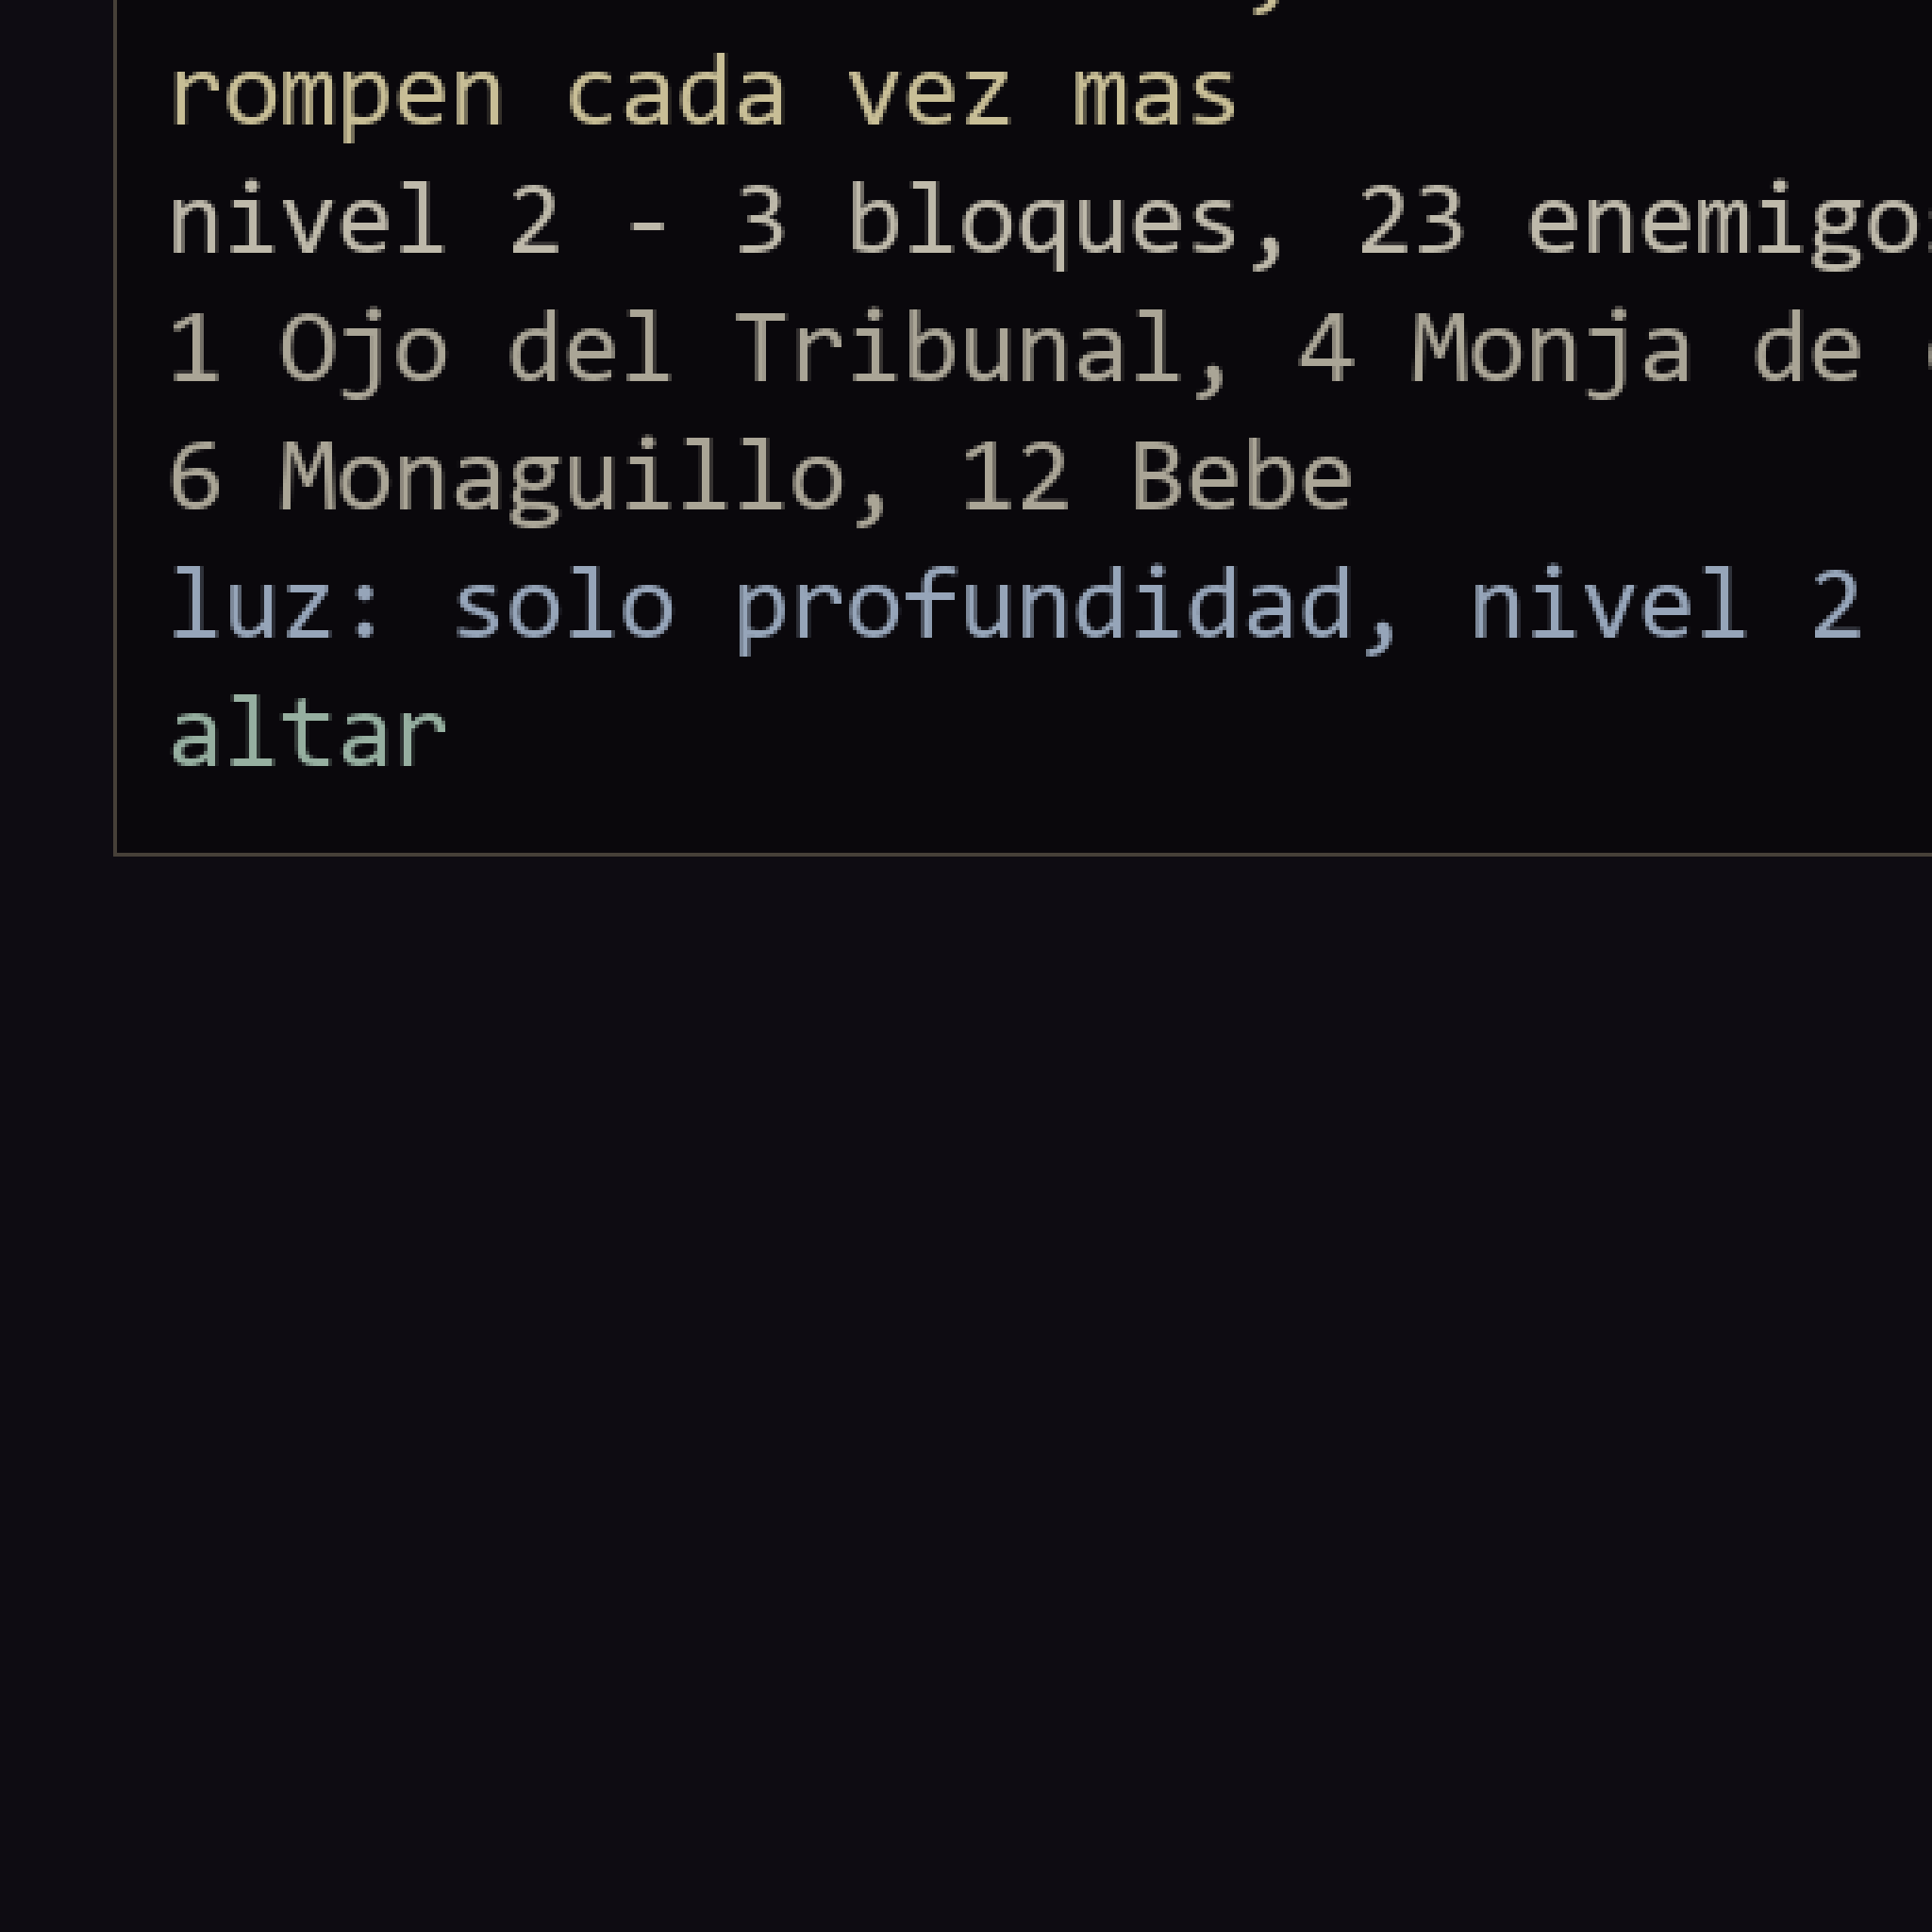 rompen cada vez mas
nivel 2 - 3 bloques, 23 enemigos
1 Ojo del Tribunal, 4 Monja de
6 Monaguillo, 12 Bebe
luz: solo profundidad, nivel 2
altar